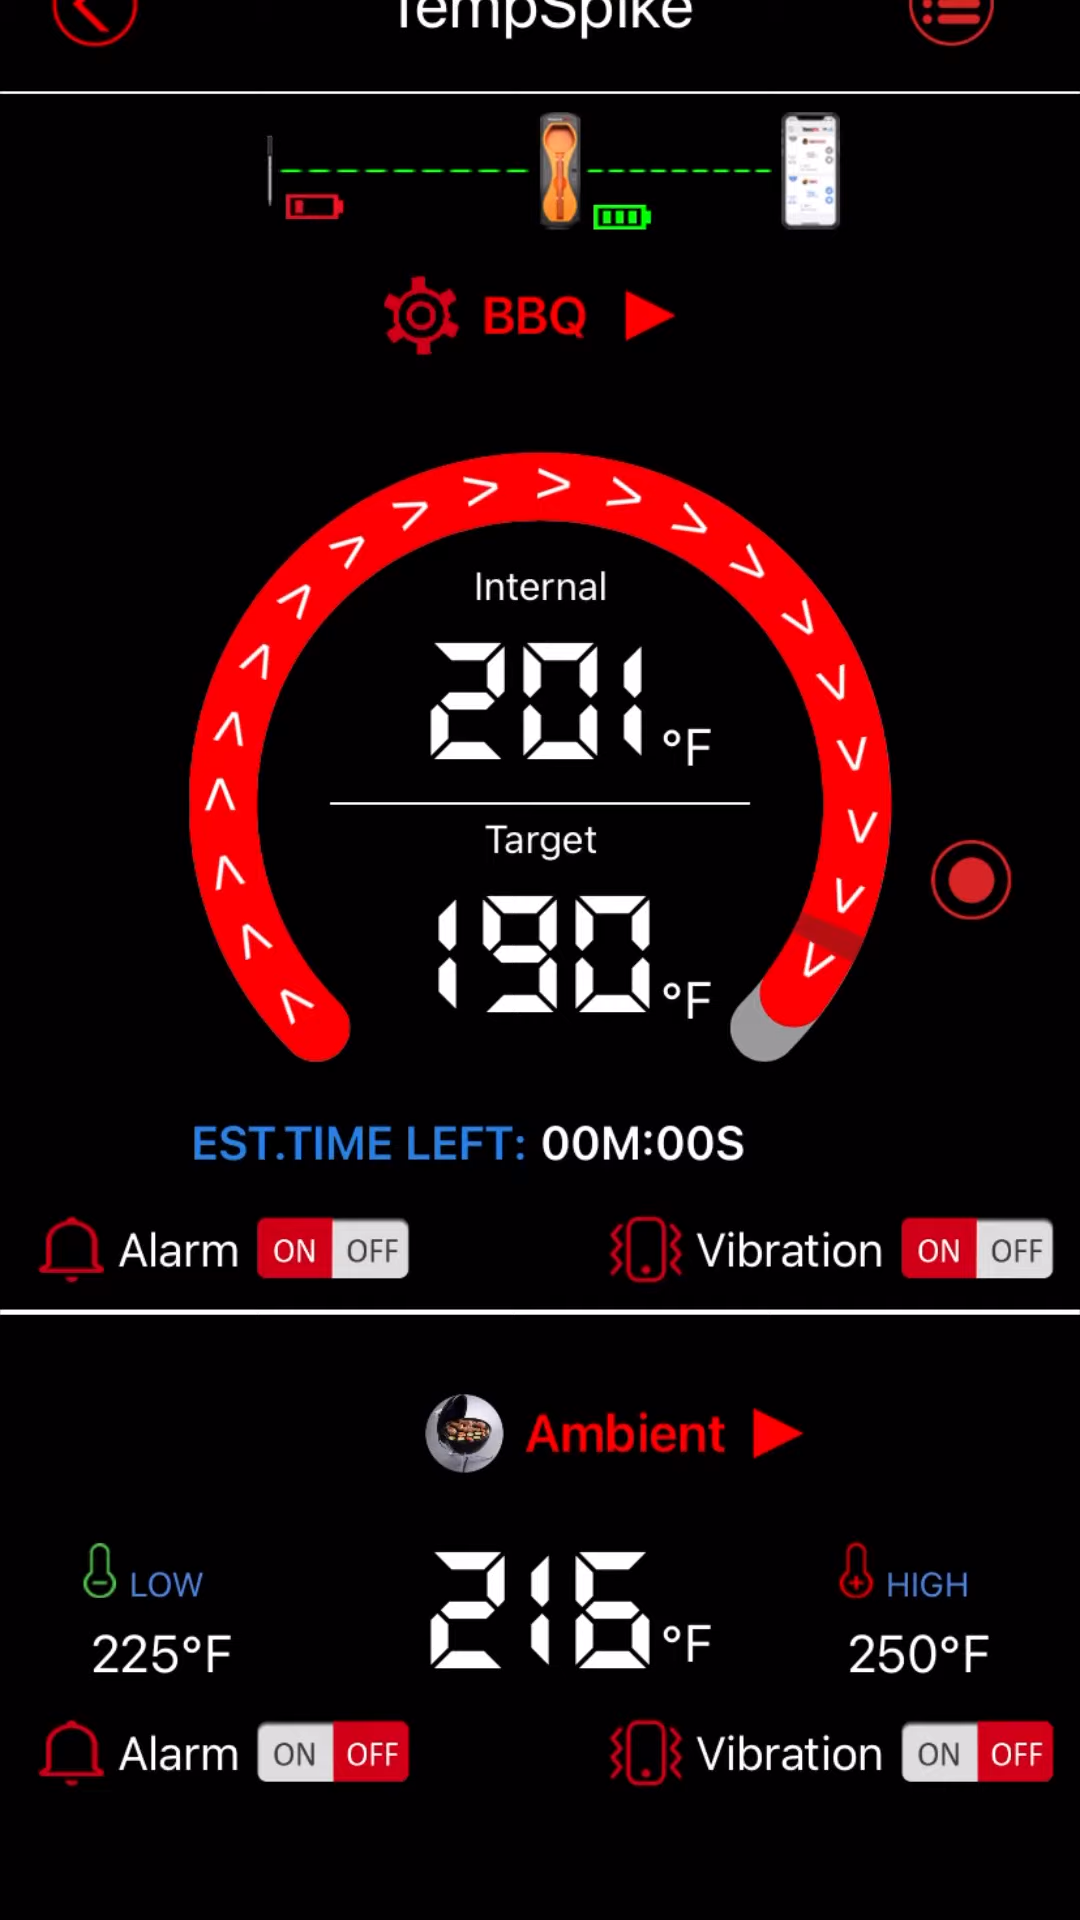 TempSpike
BBQ
Internal
201°F
Target
190°F
EST.TIME LEFT: 00M:00S
Alarm ON OFF Vibration ON OFF
Ambient
LOW 216°F HIGH
225°F 250°F
Alarm ON OFF Vibration ON OFF